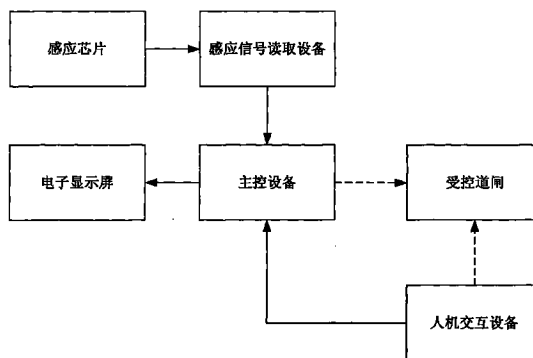 感应芯片
感应信号读取设备
电子显示屏
主控设备
受控道闸
人机交互设备